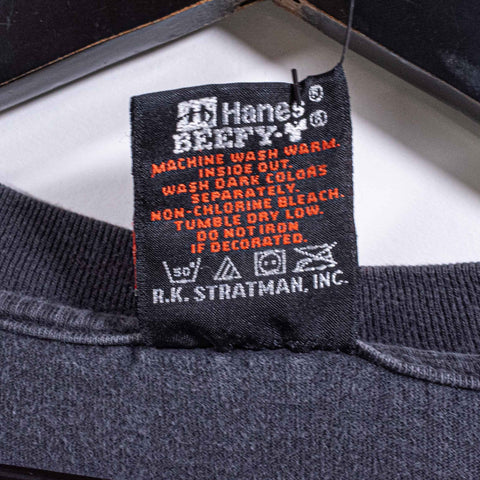 Hanes®
BEEFY-T®
MACHINE WASH WARM.
INSIDE OUT.
WASH DARK COLORS
SEPARATELY.
NON-CHLORINE BLEACH.
TUMBLE DRY LOW.
DO NOT IRON
IF DECORATED.
50°
R.K. STRATMAN, INC.